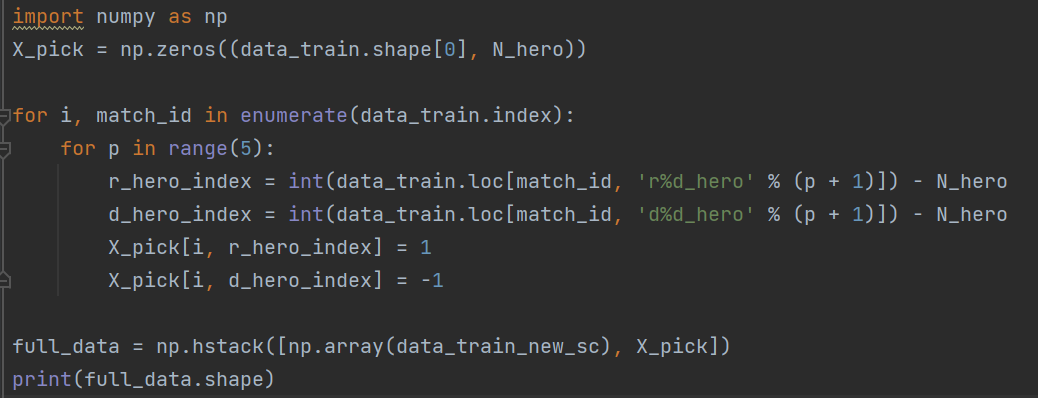 import numpy as np
X_pick = np.zeros((data_train.shape[0], N_hero))

for i, match_id in enumerate(data_train.index):
    for p in range(5):
        r_hero_index = int(data_train.loc[match_id, 'r%d_hero' % (p + 1)]) - N_hero
        d_hero_index = int(data_train.loc[match_id, 'd%d_hero' % (p + 1)]) - N_hero
        X_pick[i, r_hero_index] = 1
        X_pick[i, d_hero_index] = -1

full_data = np.hstack([np.array(data_train_new_sc), X_pick])
print(full_data.shape)